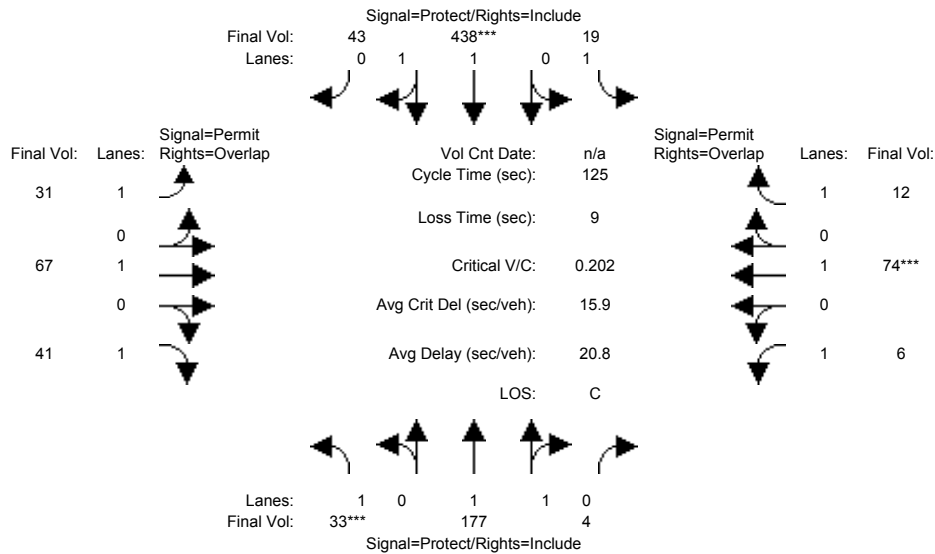 Signal=Protect/Rights=Include
Final Vol: 43 438*** 19
Lanes: 0 1 1 0 1
Signal=Permit Signal=Permit
Final Vol: Lanes: Rights=Overlap Vol Cnt Date: n/a Rights=Overlap Lanes: Final Vol:
Cycle Time (sec): 125
31 1 1 12
Loss Time (sec): 9
0 0
67 1 Critical V/C: 0.202 1 74***
0 Avg Crit Del (sec/veh): 15.9 0
41 1 Avg Delay (sec/veh): 20.8 1 6
LOS: C
Lanes: 1 0 1 1 0
Final Vol: 33*** 177 4
Signal=Protect/Rights=Include